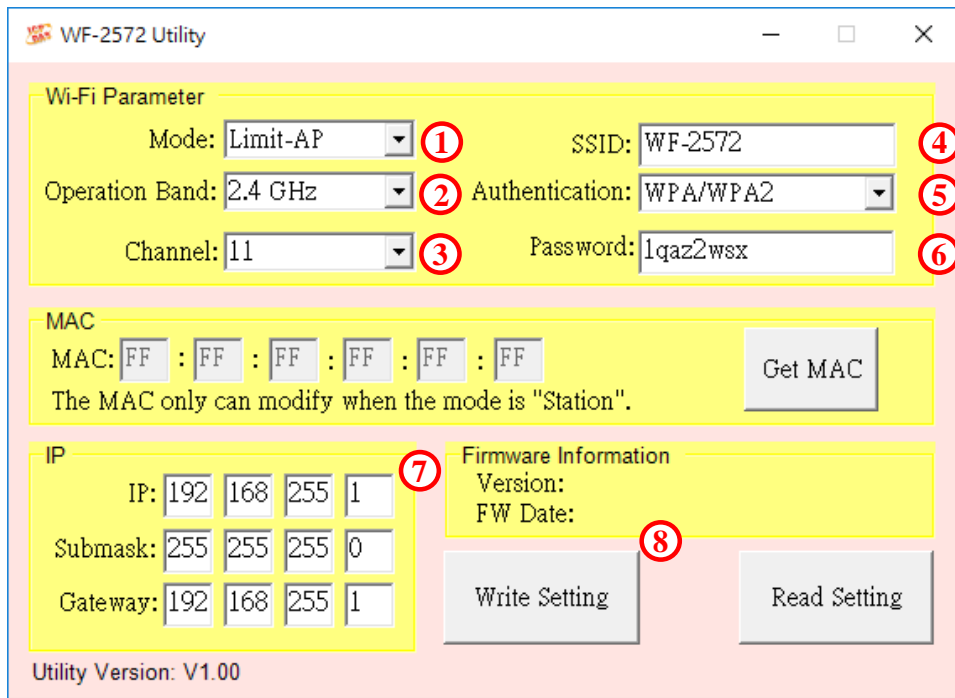 WF-2572 Utility
Wi-Fi Parameter
Mode: Limit-AP ①
SSID: WF-2572 ④
Operation Band: 2.4 GHz ②
Authentication: WPA/WPA2 ⑤
Channel: 11 ③
Password: 1qaz2wsx ⑥
MAC
MAC: FF : FF : FF : FF : FF : FF
Get MAC
The MAC only can modify when the mode is "Station".
IP ⑦
IP: 192 168 255 1
Submask: 255 255 255 0
Gateway: 192 168 255 1
Firmware Information
Version:
FW Date:
⑧
Write Setting
Read Setting
Utility Version: V1.00